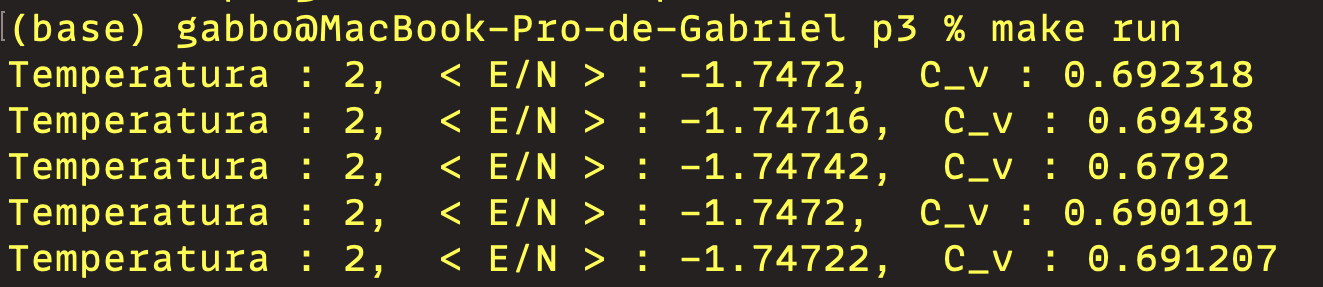 (base) gabbo@MacBook-Pro-de-Gabriel p3 % make run
Temperatura : 2,  < E/N > : -1.7472,  C_v : 0.692318
Temperatura : 2,  < E/N > : -1.74716,  C_v : 0.69438
Temperatura : 2,  < E/N > : -1.74742,  C_v : 0.6792
Temperatura : 2,  < E/N > : -1.7472,  C_v : 0.690191
Temperatura : 2,  < E/N > : -1.74722,  C_v : 0.691207